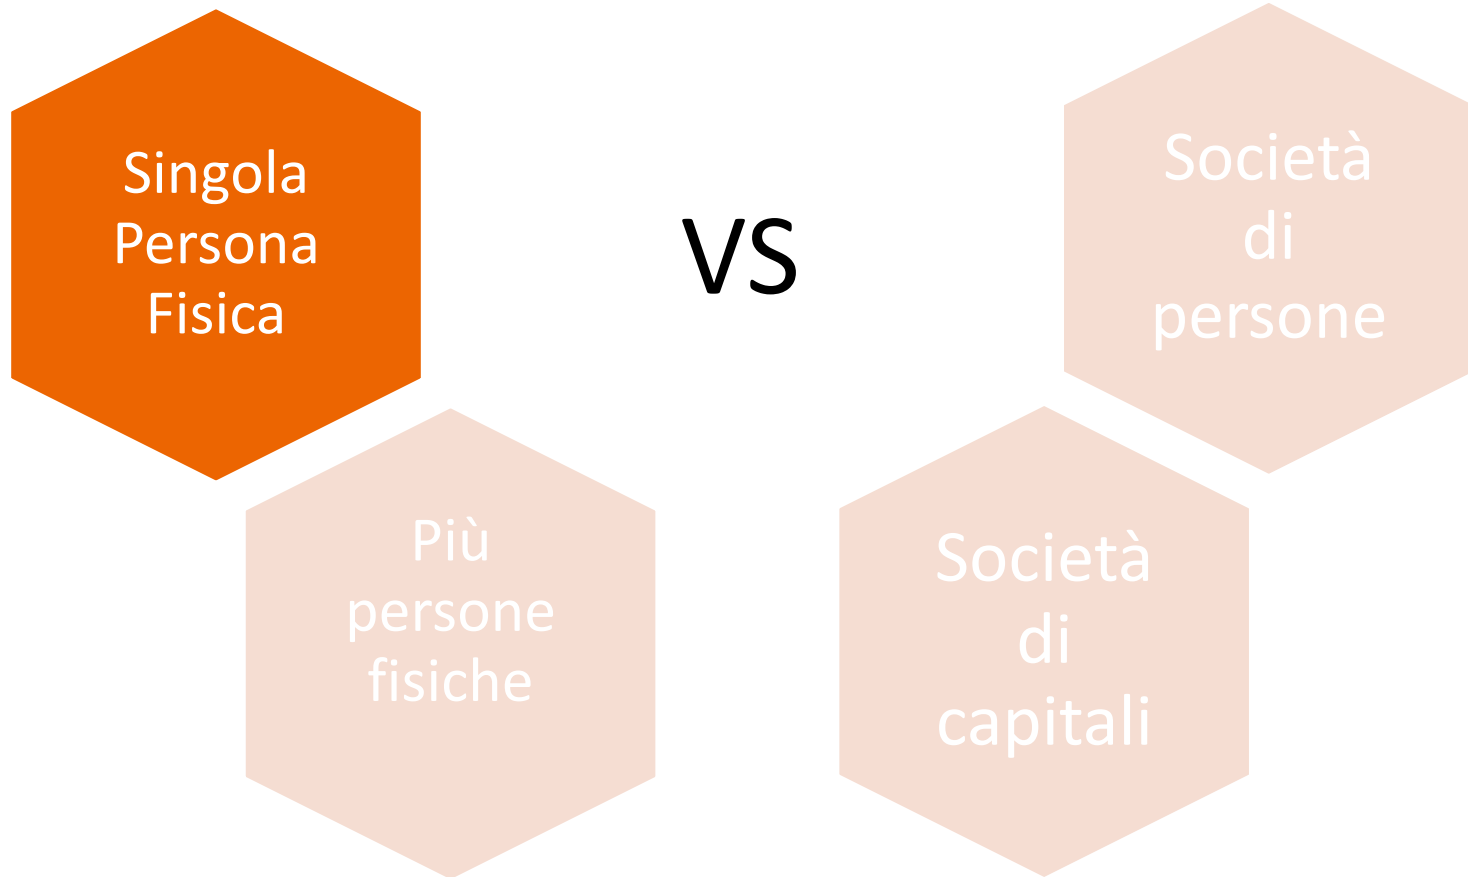 Singola
Persona
Fisica
VS
Società
di
persone
Più
persone
fisiche
Società
di
capitali